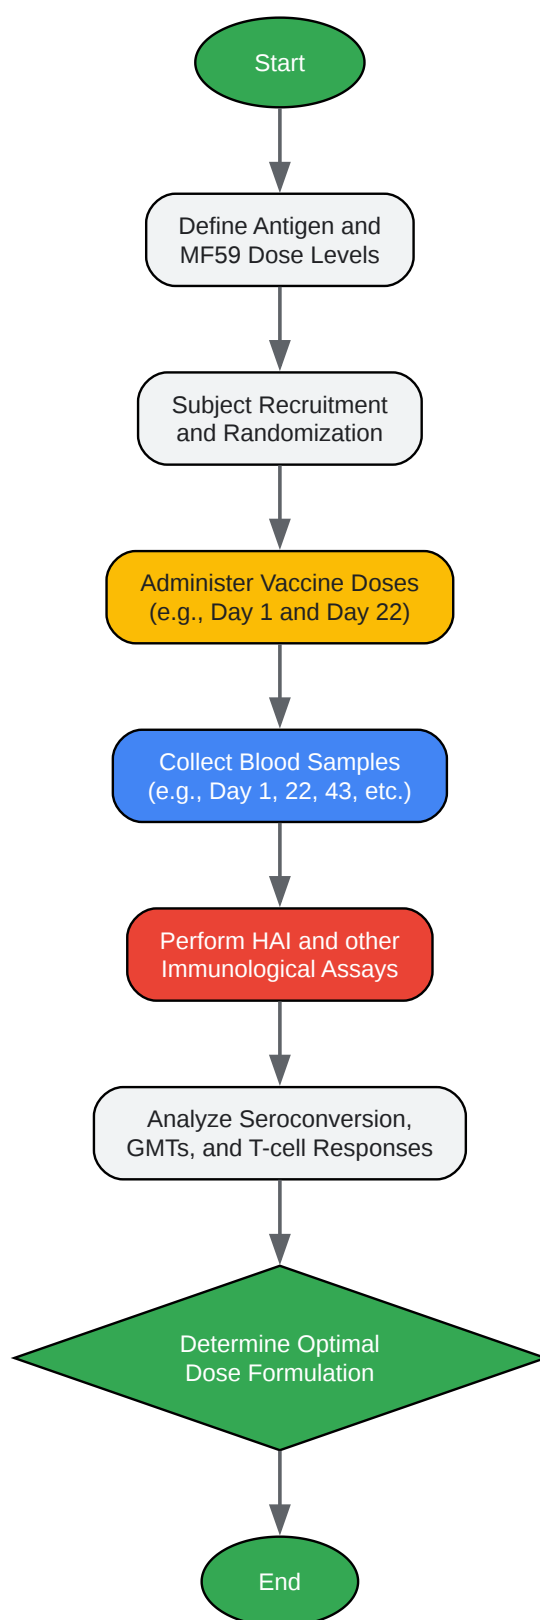 Start
Define Antigen and
MF59 Dose Levels
Subject Recruitment
and Randomization
Administer Vaccine Doses
(e.g., Day 1 and Day 22)
Collect Blood Samples
(e.g., Day 1, 22, 43, etc.)
Perform HAI and other
Immunological Assays
Analyze Seroconversion,
GMTs, and T-cell Responses
Determine Optimal
Dose Formulation
End